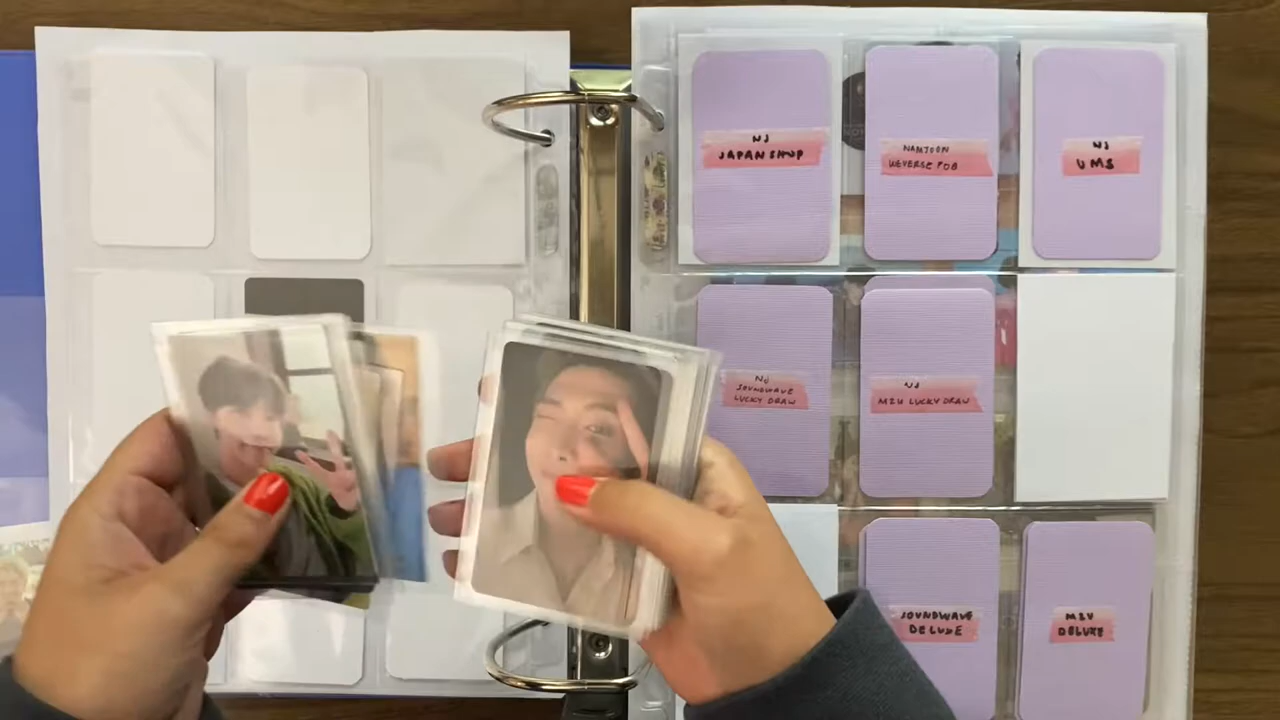 NJ
JAPAN SHOP
NAMJOON
WEVERSE POB
NJ
UMS
NJ
SOUNDWAVE
LUCKY DRAW
NJ
M2U LUCKY DRAW
SOUNDWAVE
DELUXE
M2U
DELUXE